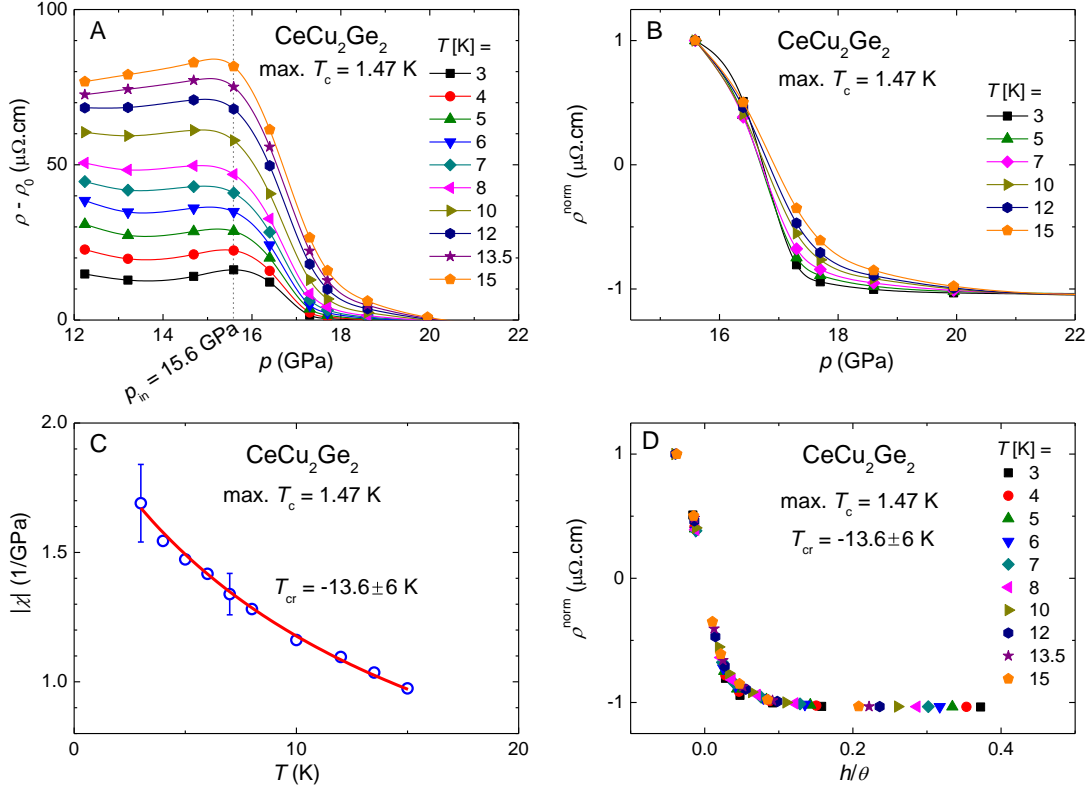 A
CeCu2Ge2
max. Tc = 1.47 K
T [K] =
3
4
5
6
7
8
10
12
13.5
15
100
50
0
ρ - ρ0 (μΩ.cm)
12 14 16 18 20 22
p (GPa)
pin = 15.6 GPa
B
CeCu2Ge2
max. Tc = 1.47 K
T [K] =
3
5
7
10
12
15
1
0
-1
ρnorm (μΩ.cm)
16 18 20 22
p (GPa)
C
CeCu2Ge2
max. Tc = 1.47 K
Tcr = -13.6±6 K
2.0
1.5
1.0
|χ| (1/GPa)
0 5 10 15 20
T (K)
D
CeCu2Ge2
max. Tc = 1.47 K
Tcr = -13.6±6 K
T [K] =
3
4
5
6
7
8
10
12
13.5
15
1
0
-1
ρnorm (μΩ.cm)
0.0 0.2 0.4
h/θ